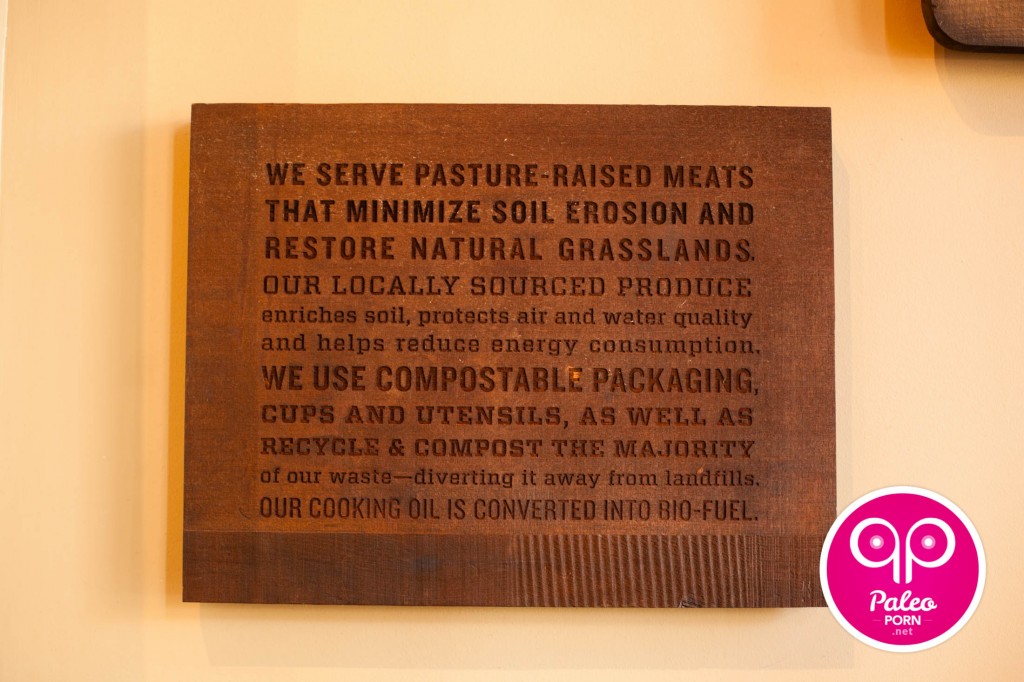 WE SERVE PASTURE-RAISED MEATS
THAT MINIMIZE SOIL EROSION AND
RESTORE NATURAL GRASSLANDS.
OUR LOCALLY SOURCED PRODUCE
enriches soil, protects air and water quality
and helps reduce energy consumption.
WE USE COMPOSTABLE PACKAGING,
CUPS AND UTENSILS, AS WELL AS
RECYCLE & COMPOST THE MAJORITY
of our waste—diverting it away from landfills.
OUR COOKING OIL IS CONVERTED INTO BIO-FUEL.
Paleo
PORN
.net